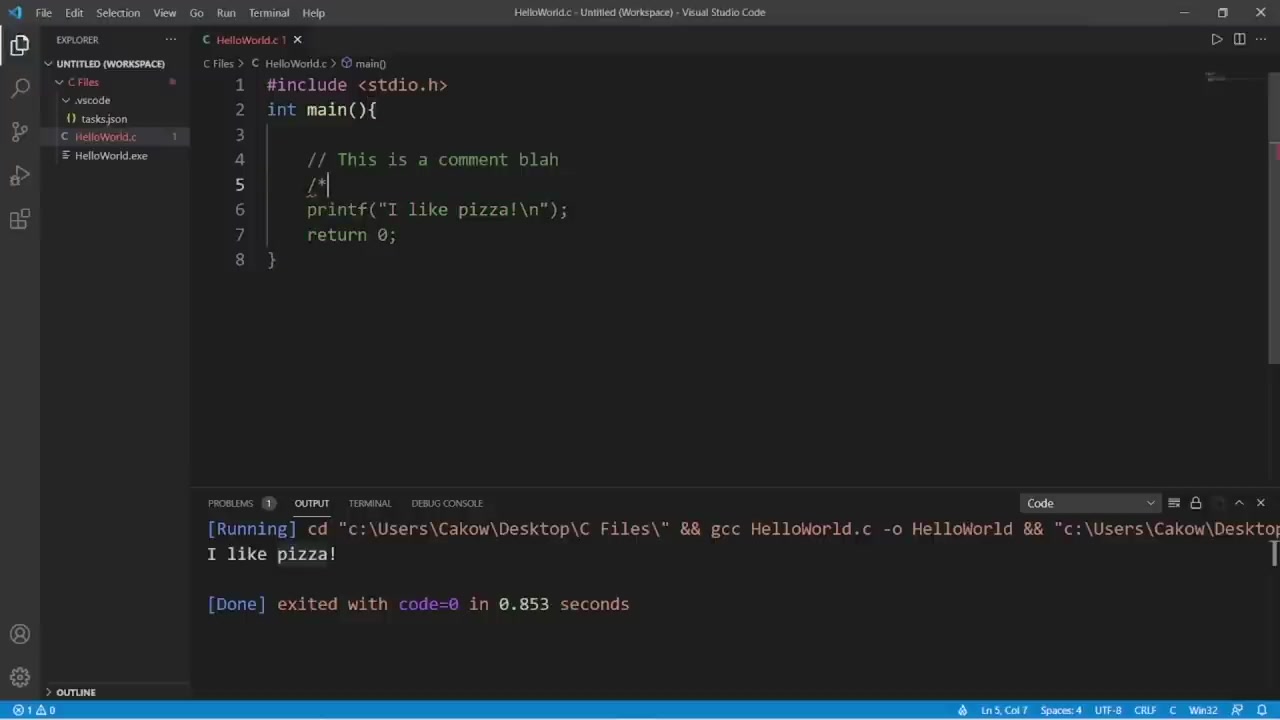 File Edit Selection View Go Run Terminal Help HelloWorld.c - Untitled (Workspace) - Visual Studio Code
EXPLORER ...
HelloWorld.c 1
UNTITLED (WORKSPACE)
C Files > C HelloWorld.c > main()
C Files
.vscode
{} tasks.json
C HelloWorld.c 1
HelloWorld.exe
1 #include <stdio.h>
2 int main(){
3
4 // This is a comment blah
5 /*
6 printf("I like pizza!\n");
7 return 0;
8 }
PROBLEMS 1 OUTPUT TERMINAL DEBUG CONSOLE Code
[Running] cd "c:\Users\Cakow\Desktop\C Files\" && gcc HelloWorld.c -o HelloWorld && "c:\Users\Cakow\Desktop
I like pizza!
[Done] exited with code=0 in 0.853 seconds
OUTLINE
1 0 Ln 5, Col 7 Spaces: 4 UTF-8 CRLF C Win32